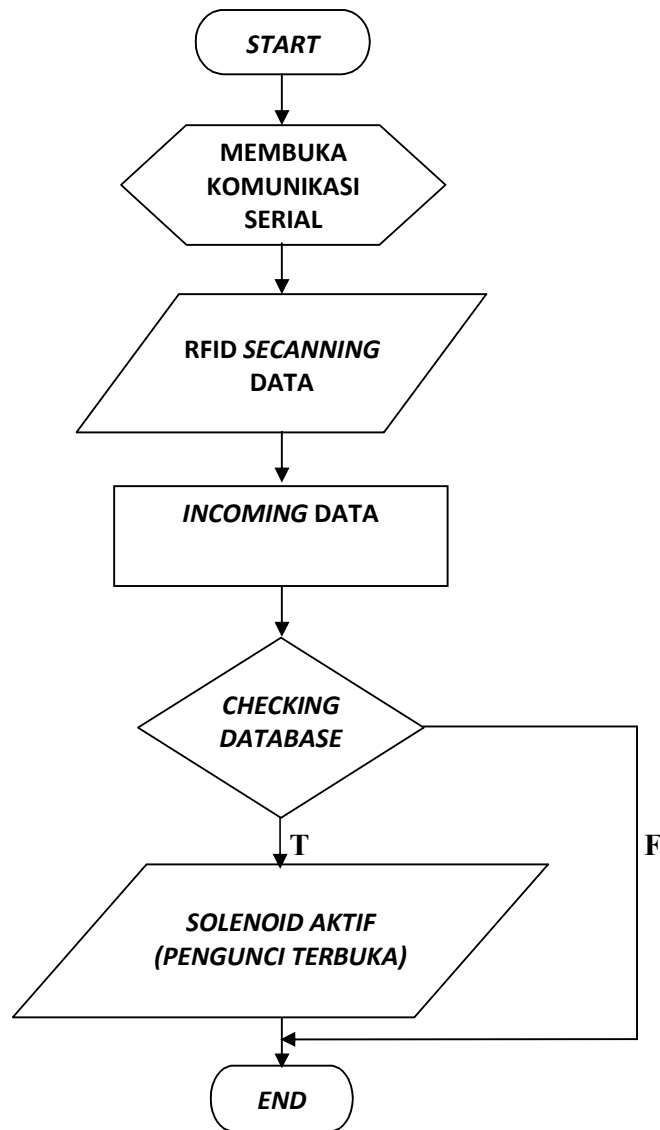 START
MEMBUKA
KOMUNIKASI
SERIAL
RFID SECANNING
DATA
INCOMING DATA
CHECKING
DATABASE
T
F
SOLENOID AKTIF
(PENGUNCI TERBUKA)
END